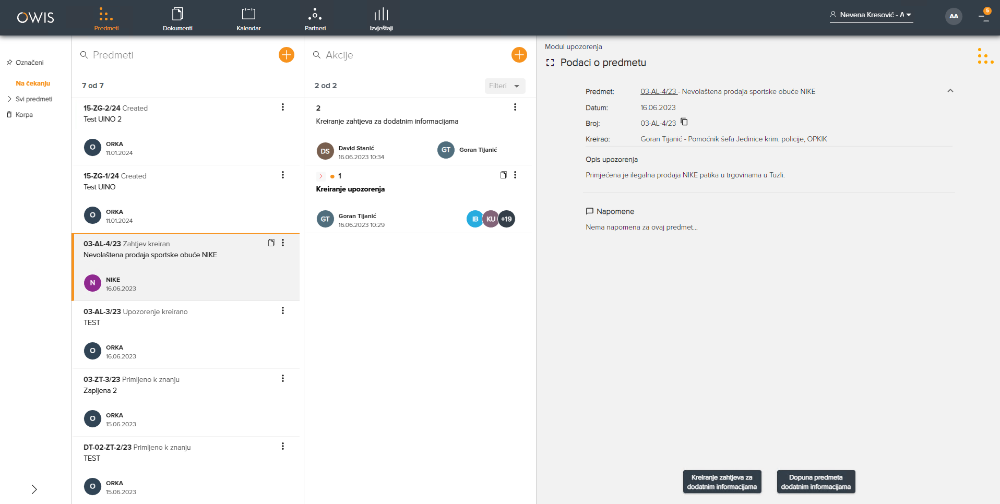 OWIS
Predmeti
Dokumenti
Kalendar
Partneri
Izvještaji
Nevena Kresović - A
AA
5
Označeni
Na čekanju
Svi predmeti
Korpa
Predmeti
7 od 7
15-ZG-2/24 Created
Test UINO 2
O
ORKA
11.01.2024
15-ZG-1/24 Created
Test UINO
O
ORKA
11.01.2024
03-AL-4/23 Zahtjev kreiran
Nevolaštena prodaja sportske obuće NIKE
N
NIKE
16.06.2023
03-AL-3/23 Upozorenje kreirano
TEST
O
ORKA
16.06.2023
03-ZT-3/23 Primljeno k znanju
Zapljena 2
O
ORKA
15.06.2023
DT-02-ZT-2/23 Primljeno k znanju
TEST
O
ORKA
15.06.2023
Akcije
2 od 2
Filteri
2
Kreiranje zahtjeva za dodatnim informacijama
DS
David Stanić
16.06.2023 10:34
GT
Goran Tijanić
1
Kreiranje upozorenja
GT
Goran Tijanić
16.06.2023 10:29
IB
KU
+19
Modul upozorenja
Podaci o predmetu
Predmet: 03-AL-4/23 - Nevolaštena prodaja sportske obuće NIKE
Datum: 16.06.2023
Broj: 03-AL-4/23
Kreirao: Goran Tijanić - Pomoćnik šefa Jedinice krim. policije, OPKIK
Opis upozorenja
Primjećena je ilegalna prodaja NIKE patika u trgovinama u Tuzli.
Napomene
Nema napomena za ovaj predmet...
Kreiranje zahtjeva za
dodatnim informacijama
Dopuna predmeta
dodatnim informacijama